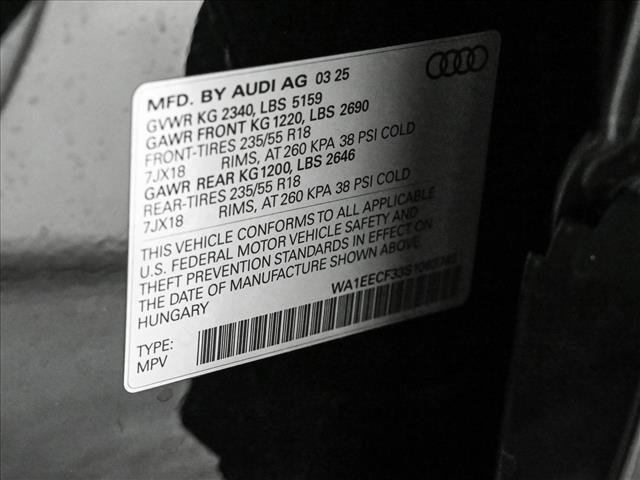 MFD. BY AUDI AG 03 25
GVWR KG 2340, LBS 5159
GAWR FRONT KG 1220, LBS 2690
FRONT-TIRES 235/55 R18
7JX18 RIMS, AT 260 KPA 38 PSI COLD
GAWR REAR KG1200, LBS 2646
REAR-TIRES 235/55 R18
7JX18 RIMS, AT 260 KPA 38 PSI COLD
THIS VEHICLE CONFORMS TO ALL APPLICABLE
U.S. FEDERAL MOTOR VEHICLE SAFETY AND
THEFT PREVENTION STANDARDS IN EFFECT ON
THE DATE OF MANUFACTURE SHOWN ABOVE.
HUNGARY
TYPE:
MPV